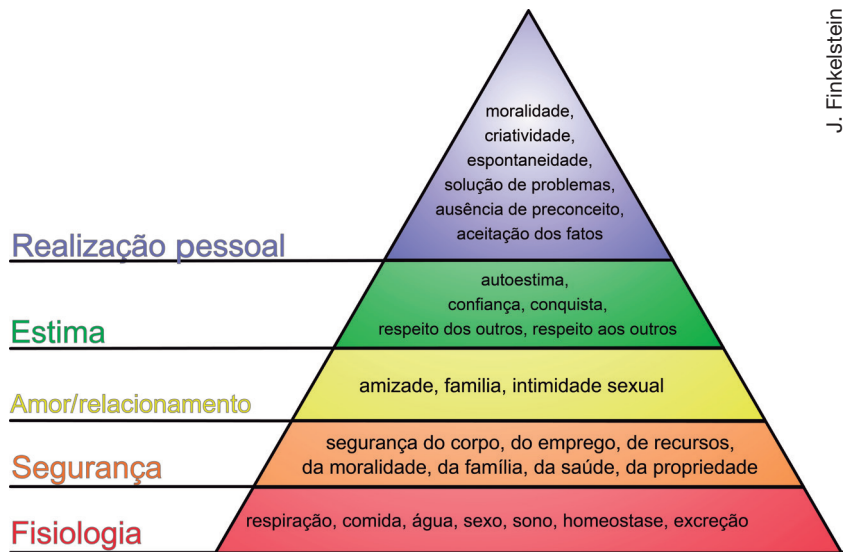 J. Finkelstein
moralidade,
criatividade,
espontaneidade,
solução de problemas,
ausência de preconceito,
aceitação dos fatos
Realização pessoal
autoestima,
confiança, conquista,
respeito dos outros, respeito aos outros
Estima
amizade, familia, intimidade sexual
Amor/relacionamento
segurança do corpo, do emprego, de recursos,
da moralidade, da família, da saúde, da propriedade
Segurança
respiração, comida, água, sexo, sono, homeostase, excreção
Fisiologia